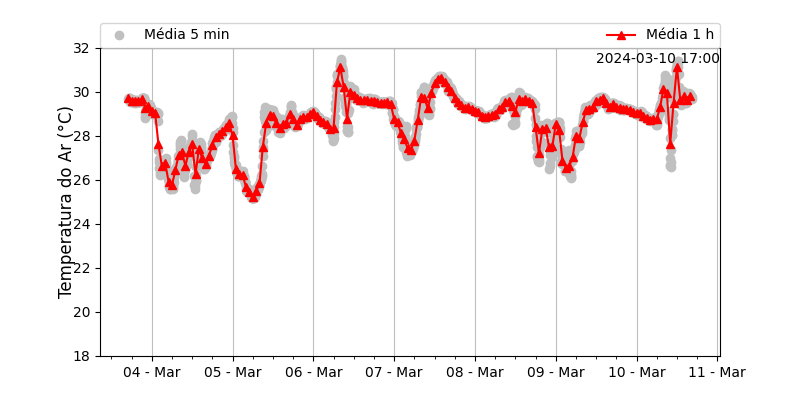 Média 5 min
Média 1 h
2024-03-10 17:00
Temperatura do Ar (°C)
32
30
28
26
24
22
20
18
04 - Mar
05 - Mar
06 - Mar
07 - Mar
08 - Mar
09 - Mar
10 - Mar
11 - Mar